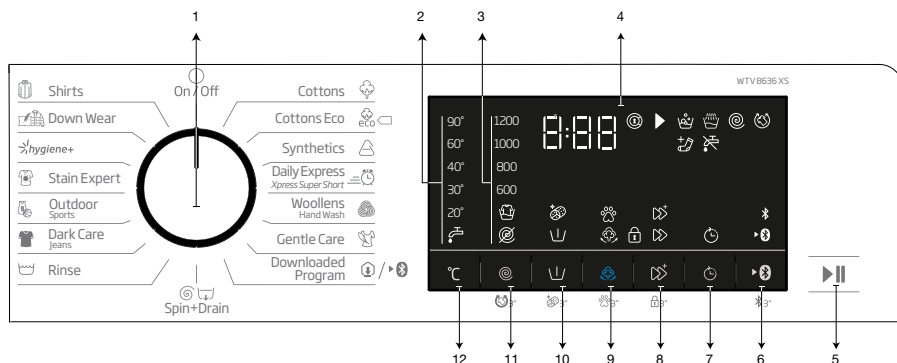 1
2
3
4
WTV 8636 XS
On / Off
Shirts
Down Wear
hygiene+
Stain Expert
Outdoor
Sports
Dark Care
Jeans
Rinse
Spin+Drain
Cottons
Cottons Eco
eco
Synthetics
Daily Express
Xpress Super Short
Woollens
Hand Wash
Gentle Care
Downloaded
Program
/
90°
60°
40°
30°
20°
1200
1000
800
600
8:88
°C
3"
3"
3"
3"
3"
12
11
10
9
8
7
6
5